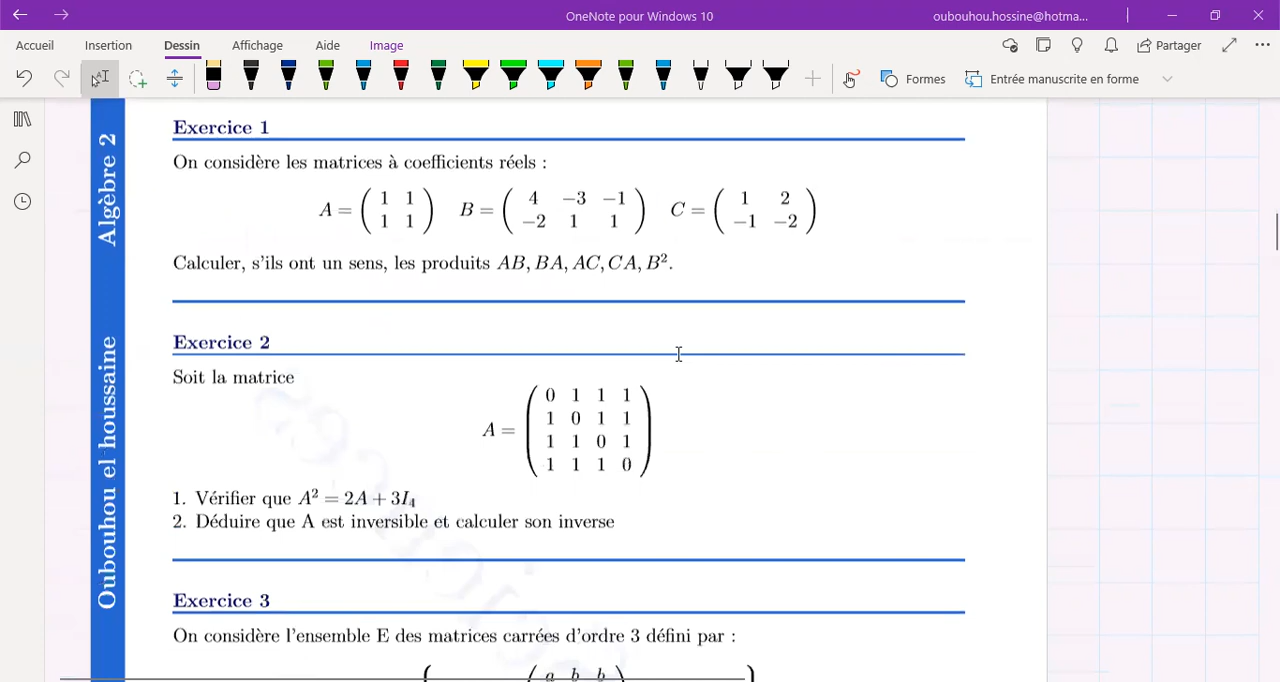 OneNote pour Windows 10
oubouhou.hossine@hotma...
Accueil Insertion Dessin Affichage Aide Image Partager
Formes Entrée manuscrite en forme
Algèbre 2
Oubouhou el houssaine
Exercice 1
On considère les matrices à coefficients réels :
A = ( 1 1 ; 1 1 ) B = ( 4 −3 −1 ; −2 1 1 ) C = ( 1 2 ; −1 −2 )
Calculer, s'ils ont un sens, les produits AB, BA, AC, CA, B².
Exercice 2
Soit la matrice
A = ( 0 1 1 1 ; 1 0 1 1 ; 1 1 0 1 ; 1 1 1 0 )
1. Vérifier que A² = 2A + 3I₄
2. Déduire que A est inversible et calculer son inverse
Exercice 3
On considère l'ensemble E des matrices carrées d'ordre 3 défini par :
a b b